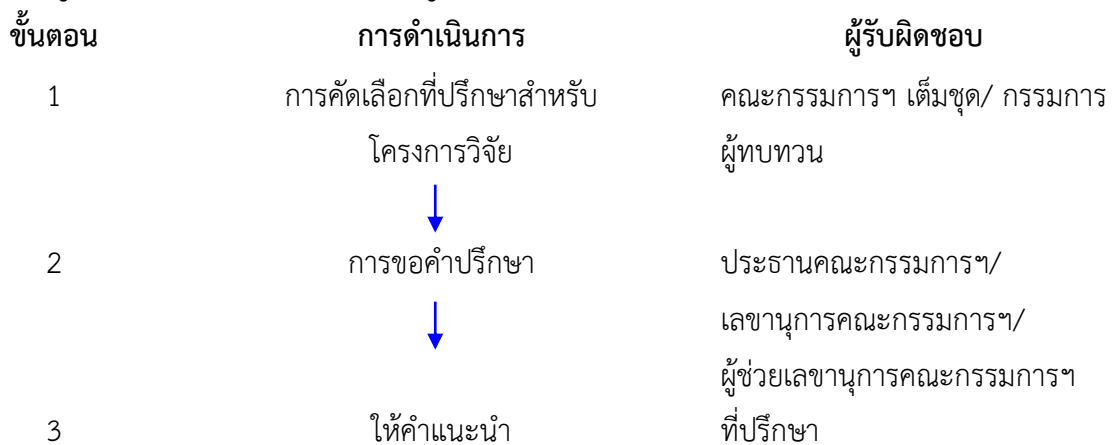 ขั้นตอน การดำเนินการ ผู้รับผิดชอบ
1 การคัดเลือกที่ปรึกษาสำหรับ คณะกรรมการฯ เต็มชุด/ กรรมการ
โครงการวิจัย ผู้ทบทวน
2 การขอคำปรึกษา ประธานคณะกรรมการฯ/
เลขานุการคณะกรรมการฯ/
ผู้ช่วยเลขานุการคณะกรรมการฯ
3 ให้คำแนะนำ ที่ปรึกษา